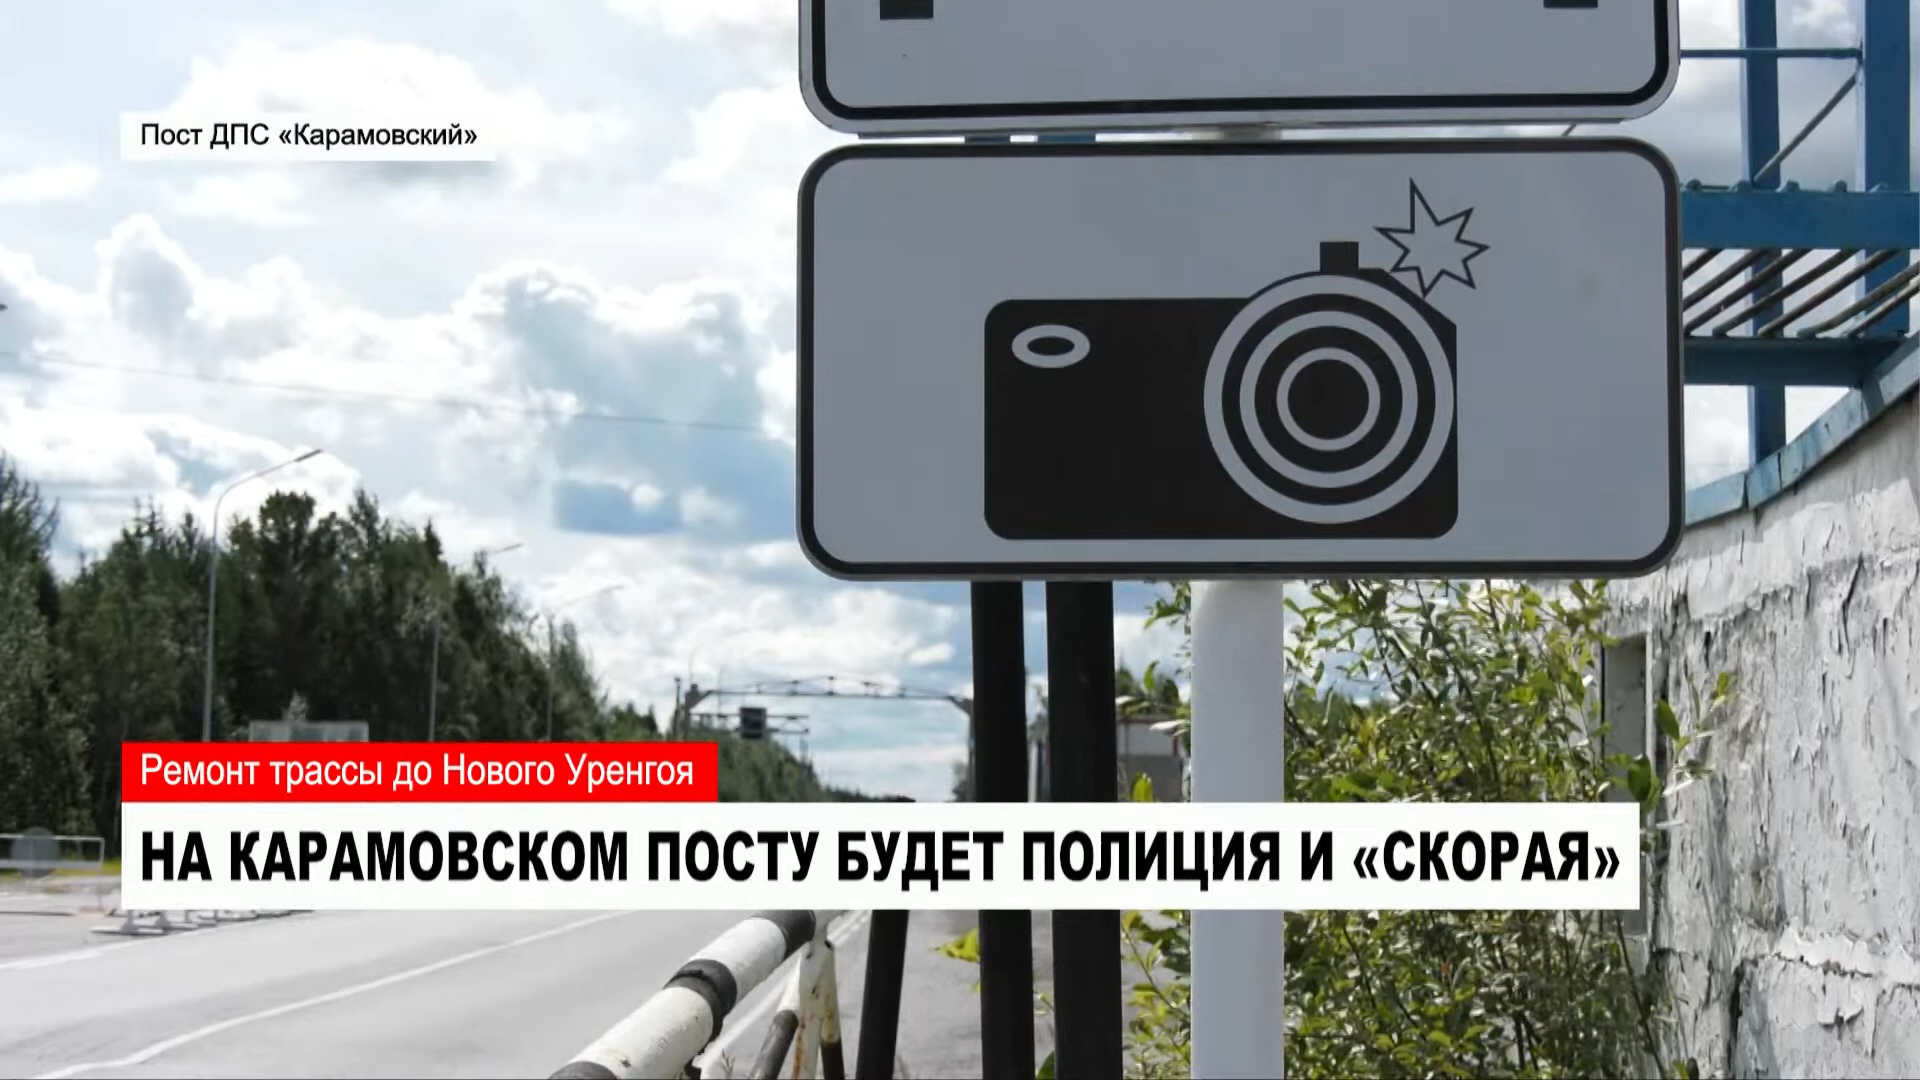 Пост ДПС «Карамовский»
Ремонт трассы до Нового Уренгоя
НА КАРАМОВСКОМ ПОСТУ БУДЕТ ПОЛИЦИЯ И «СКОРАЯ»